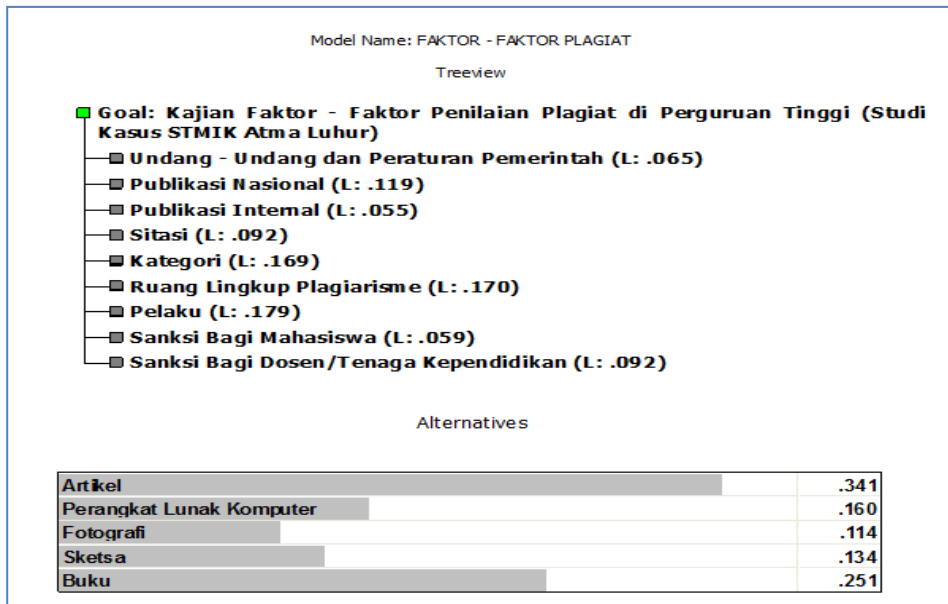 Model Name: FAKTOR - FAKTOR PLAGIAT
Treeview
Goal: Kajian Faktor - Faktor Penilaian Plagiat di Perguruan Tinggi (Studi
Kasus STMIK Atma Luhur)
Undang - Undang dan Peraturan Pemerintah (L: .065)
Publikasi Nasional (L: .119)
Publikasi Internal (L: .055)
Sitasi (L: .092)
Kategori (L: .169)
Ruang Lingkup Plagiarisme (L: .170)
Pelaku (L: .179)
Sanksi Bagi Mahasiswa (L: .059)
Sanksi Bagi Dosen/Tenaga Kependidikan (L: .092)
Alternatives
Artikel .341
Perangkat Lunak Komputer .160
Fotografi .114
Sketsa .134
Buku .251